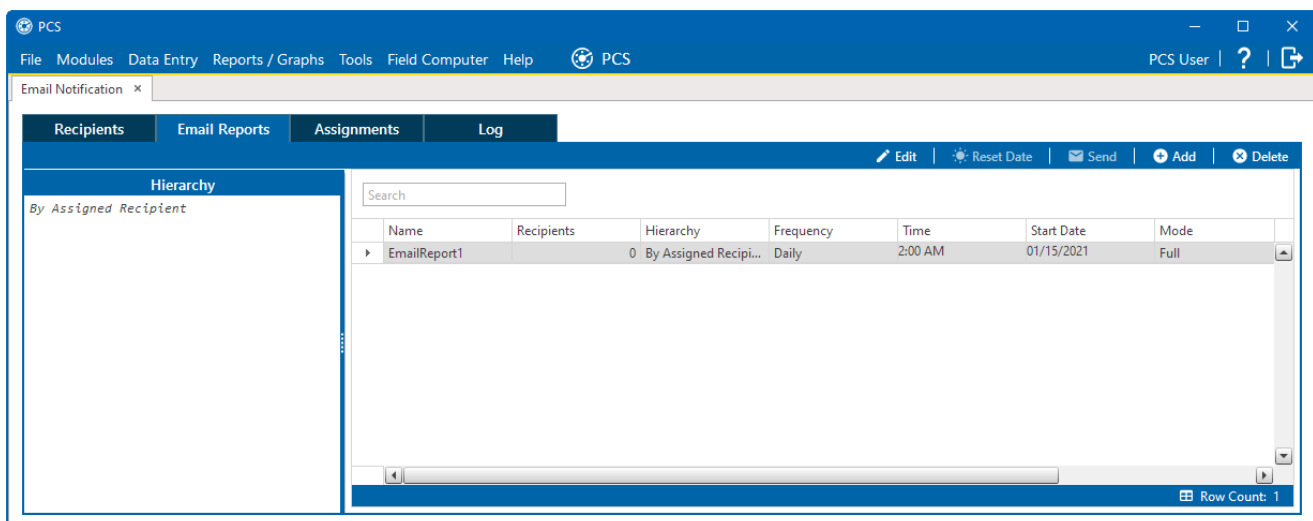 PCS
File Modules Data Entry Reports / Graphs Tools Field Computer Help PCS PCS User ?
Email Notification ×
Recipients Email Reports Assignments Log
Edit Reset Date Send Add Delete
Hierarchy
By Assigned Recipient
Search
Name Recipients Hierarchy Frequency Time Start Date Mode
EmailReport1 0 By Assigned Recipi... Daily 2:00 AM 01/15/2021 Full
Row Count: 1